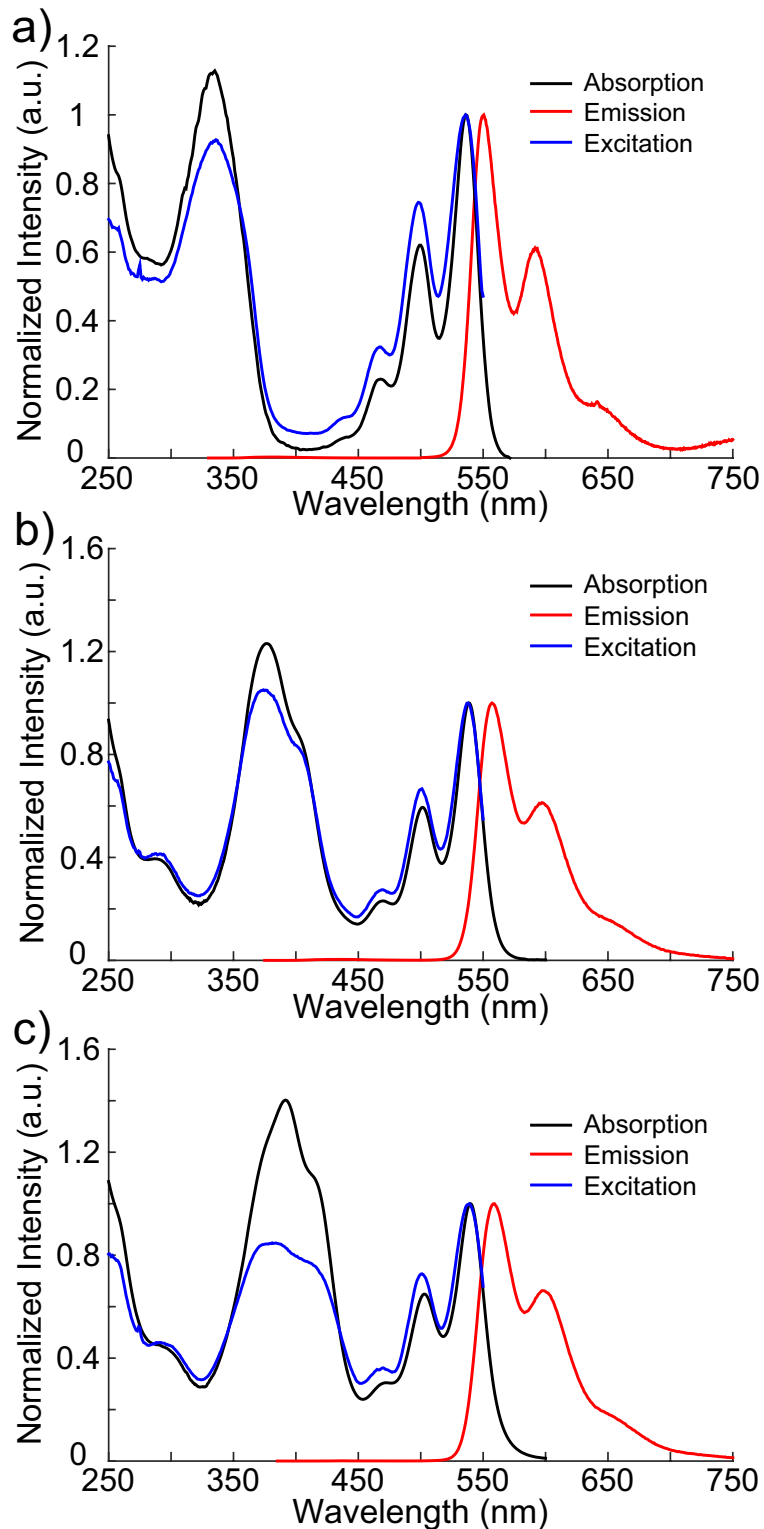 a)
Normalized Intensity (a.u.)
1.2
1
0.8
0.6
0.4
0.2
0
Absorption
Emission
Excitation
250 350 450 550 650 750
Wavelength (nm)
b)
Normalized Intensity (a.u.)
1.6
1.2
0.8
0.4
0
Absorption
Emission
Excitation
250 350 450 550 650 750
Wavelength (nm)
c)
Normalized Intensity (a.u.)
1.6
1.2
0.8
0.4
0
Absorption
Emission
Excitation
250 350 450 550 650 750
Wavelength (nm)